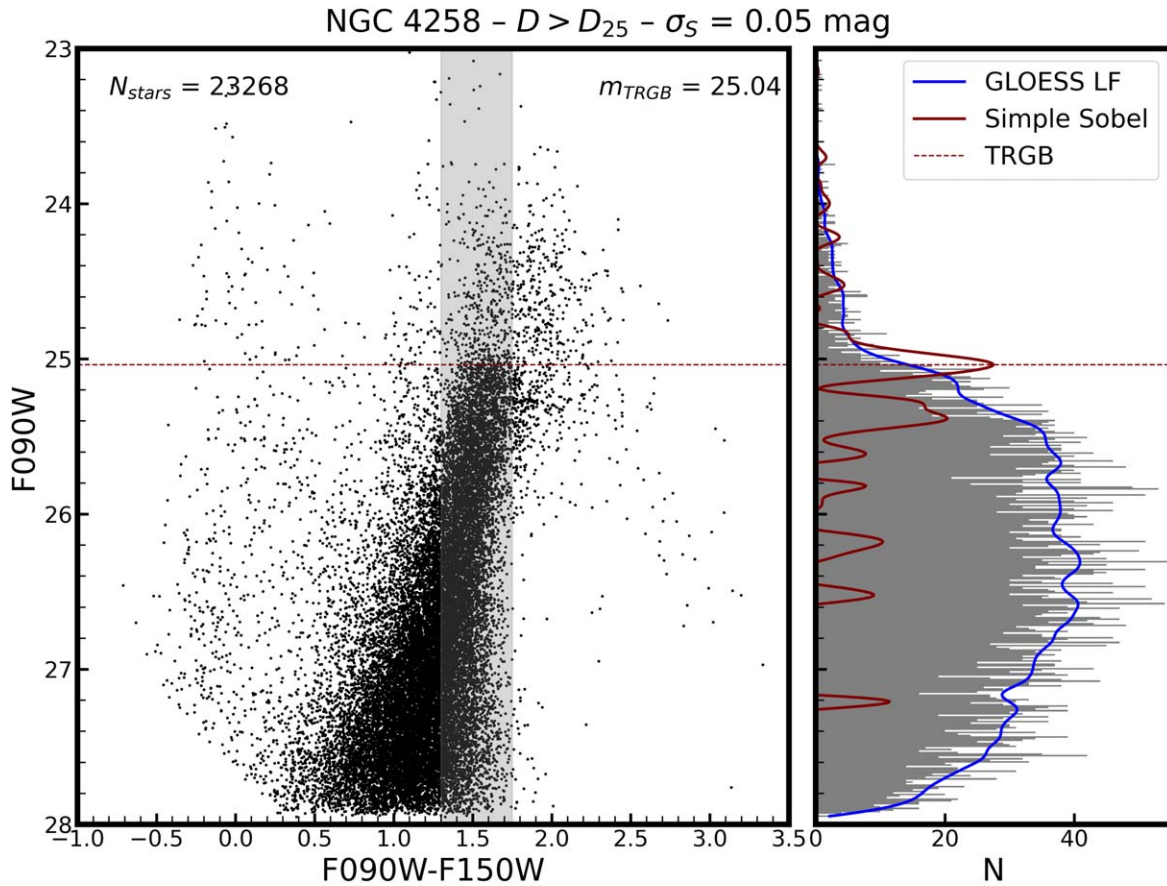 NGC 4258 – D > D25 – σS = 0.05 mag
Nstars = 23268
mTRGB = 25.04
23
24
25
26
27
28
F090W
−1.0 −0.5 0.0 0.5 1.0 1.5 2.0 2.5 3.0 3.5
F090W-F150W
GLOESS LF
Simple Sobel
TRGB
0 20 40
N